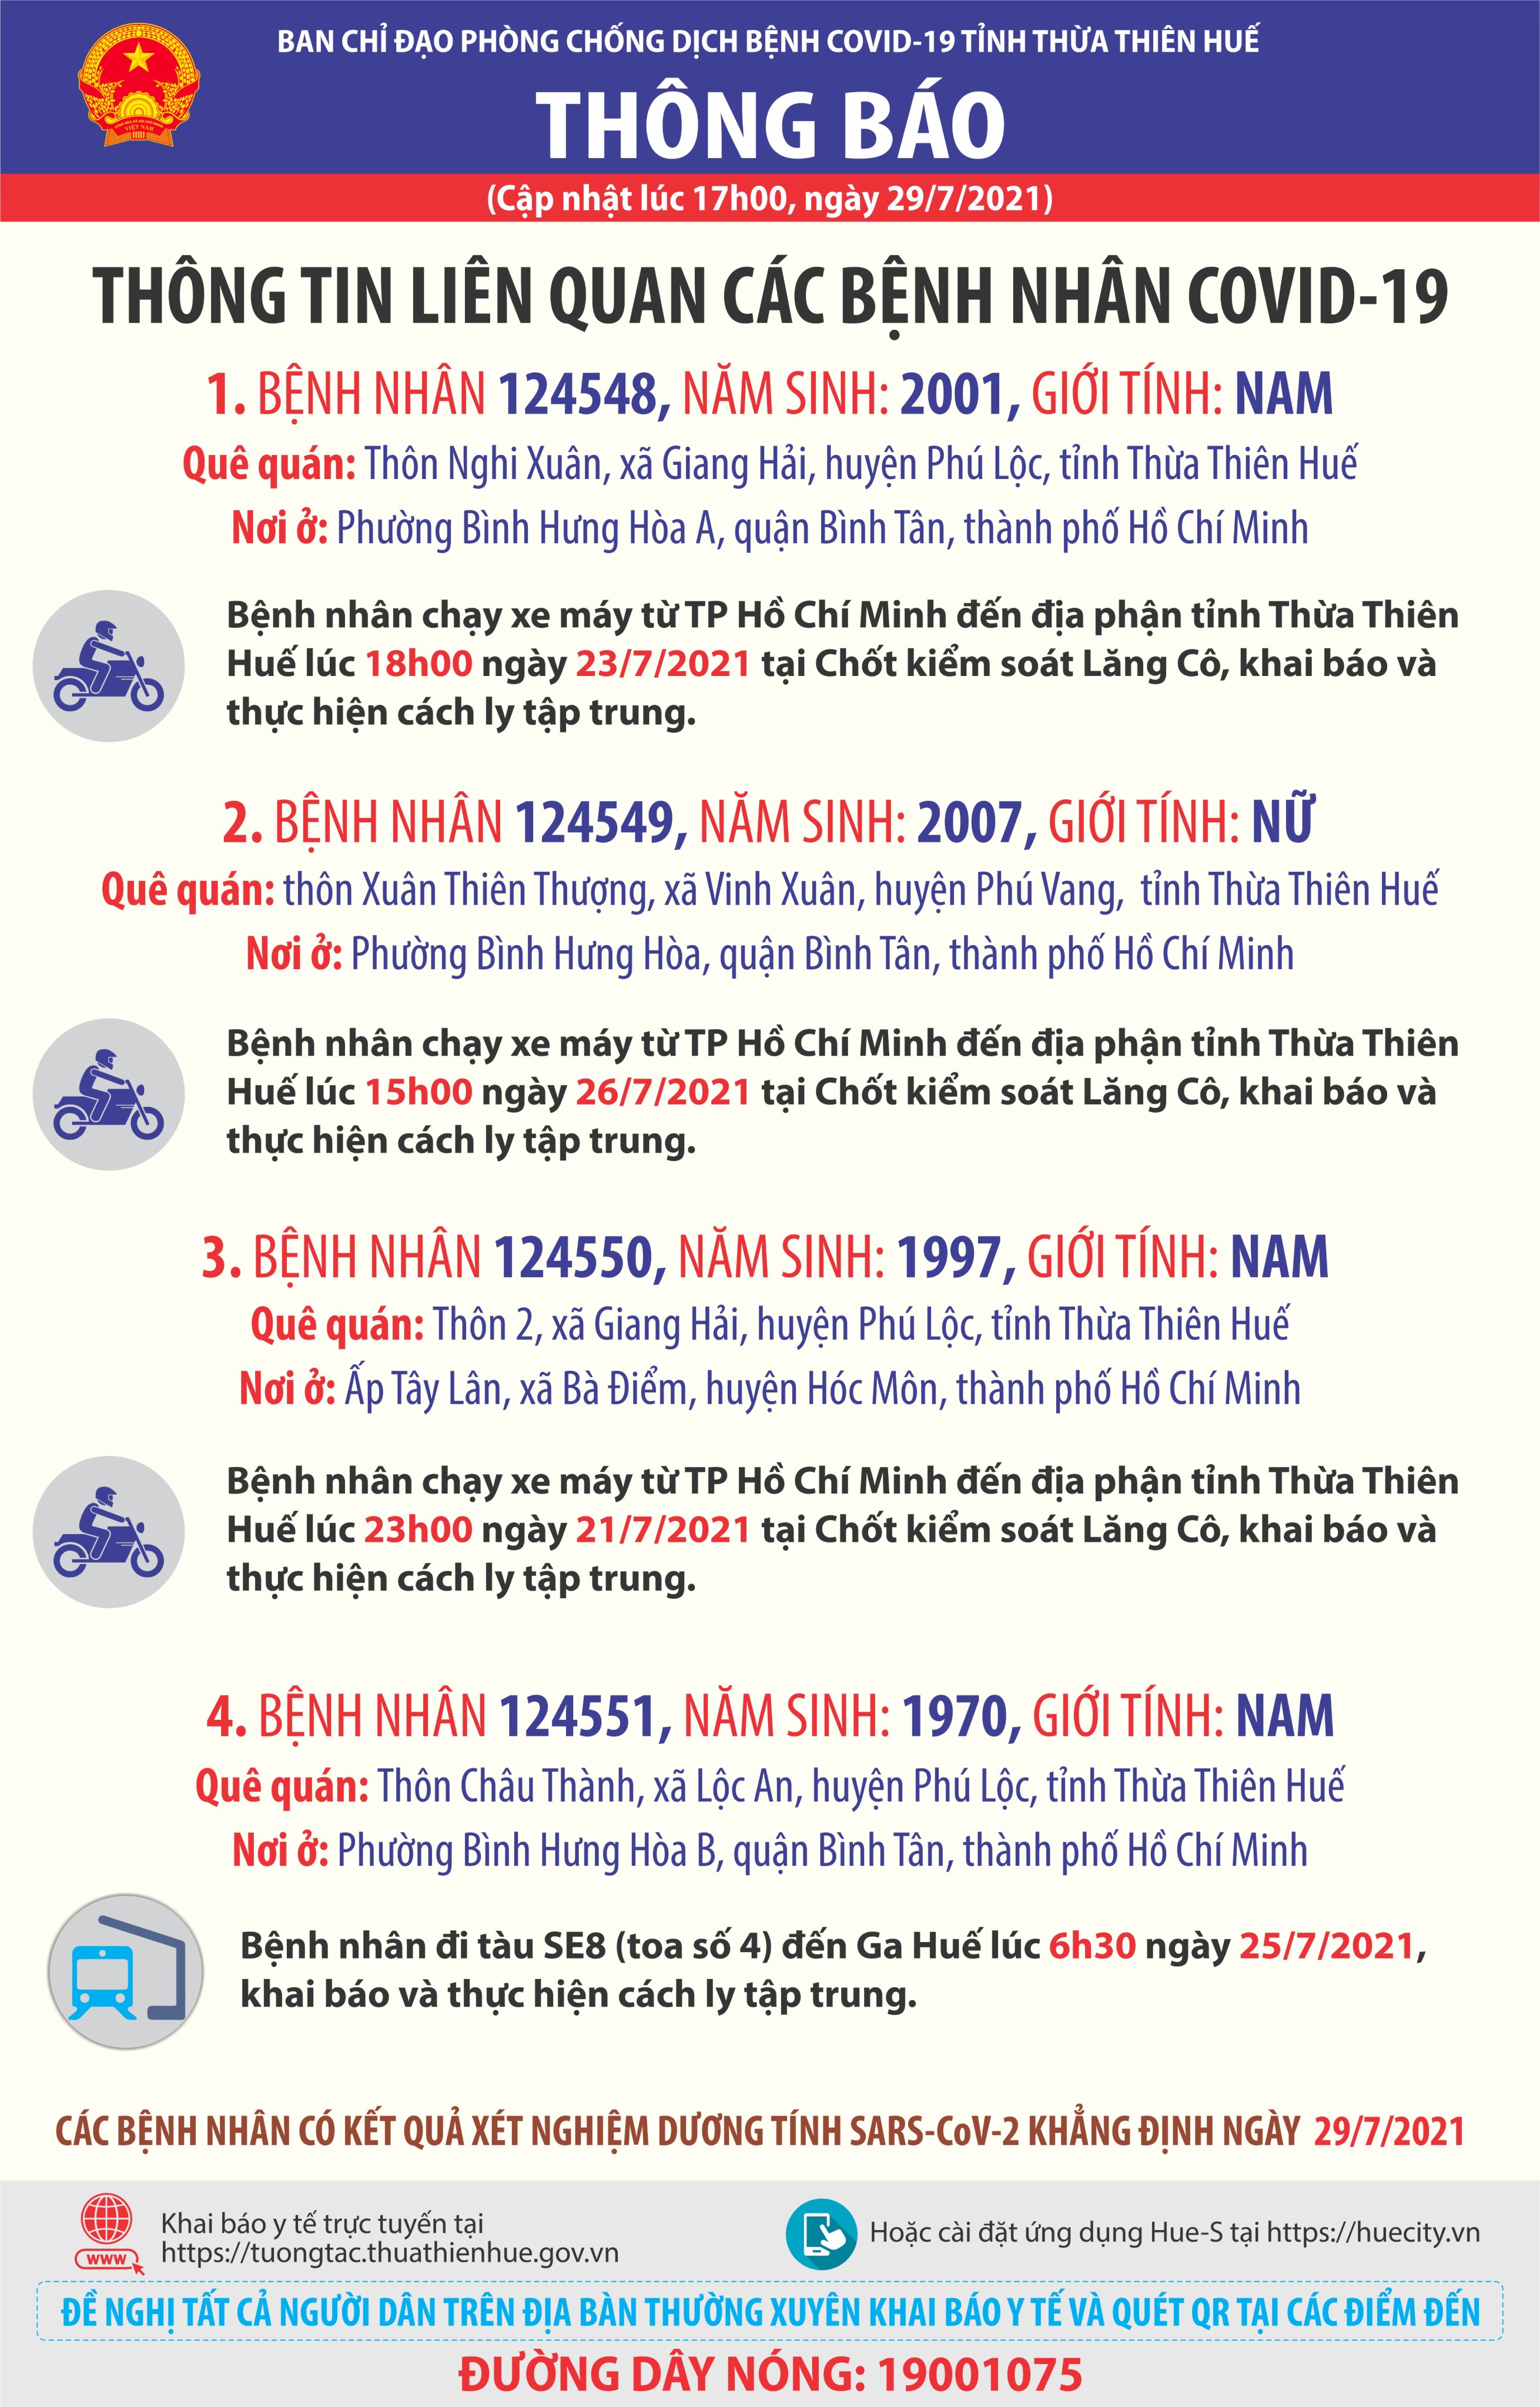 BAN CHỈ ĐẠO PHÒNG CHỐNG DỊCH BỆNH COVID-19 TỈNH THỪA THIÊN HUẾ
THÔNG BÁO
(Cập nhật lúc 17h00, ngày 29/7/2021)
VIỆT NAM
THÔNG TIN LIÊN QUAN CÁC BỆNH NHÂN COVID-19
1. BỆNH NHÂN 124548, NĂM SINH: 2001, GIỚI TÍNH: NAM
Quê quán: Thôn Nghi Xuân, xã Giang Hải, huyện Phú Lộc, tỉnh Thừa Thiên Huế
Nơi ở: Phường Bình Hưng Hòa A, quận Bình Tân, thành phố Hồ Chí Minh
Bệnh nhân chạy xe máy từ TP Hồ Chí Minh đến địa phận tỉnh Thừa Thiên
Huế lúc 18h00 ngày 23/7/2021 tại Chốt kiểm soát Lăng Cô, khai báo và
thực hiện cách ly tập trung.
2. BỆNH NHÂN 124549, NĂM SINH: 2007, GIỚI TÍNH: NỮ
Quê quán: thôn Xuân Thiên Thượng, xã Vinh Xuân, huyện Phú Vang, tỉnh Thừa Thiên Huế
Nơi ở: Phường Bình Hưng Hòa, quận Bình Tân, thành phố Hồ Chí Minh
Bệnh nhân chạy xe máy từ TP Hồ Chí Minh đến địa phận tỉnh Thừa Thiên
Huế lúc 15h00 ngày 26/7/2021 tại Chốt kiểm soát Lăng Cô, khai báo và
thực hiện cách ly tập trung.
3. BỆNH NHÂN 124550, NĂM SINH: 1997, GIỚI TÍNH: NAM
Quê quán: Thôn 2, xã Giang Hải, huyện Phú Lộc, tỉnh Thừa Thiên Huế
Nơi ở: Ấp Tây Lân, xã Bà Điểm, huyện Hóc Môn, thành phố Hồ Chí Minh
Bệnh nhân chạy xe máy từ TP Hồ Chí Minh đến địa phận tỉnh Thừa Thiên
Huế lúc 23h00 ngày 21/7/2021 tại Chốt kiểm soát Lăng Cô, khai báo và
thực hiện cách ly tập trung.
4. BỆNH NHÂN 124551, NĂM SINH: 1970, GIỚI TÍNH: NAM
Quê quán: Thôn Châu Thành, xã Lộc An, huyện Phú Lộc, tỉnh Thừa Thiên Huế
Nơi ở: Phường Bình Hưng Hòa B, quận Bình Tân, thành phố Hồ Chí Minh
Bệnh nhân đi tàu SE8 (toa số 4) đến Ga Huế lúc 6h30 ngày 25/7/2021,
khai báo và thực hiện cách ly tập trung.
CÁC BỆNH NHÂN CÓ KẾT QUẢ XÉT NGHIỆM DƯƠNG TÍNH SARS-CoV-2 KHẲNG ĐỊNH NGÀY 29/7/2021
Khai báo y tế trực tuyến tại
https://tuongtac.thuathienhue.gov.vn
www
Hoặc cài đặt ứng dụng Hue-S tại https://huecity.vn
ĐỀ NGHỊ TẤT CẢ NGƯỜI DÂN TRÊN ĐỊA BÀN THƯỜNG XUYÊN KHAI BÁO Y TẾ VÀ QUÉT QR TẠI CÁC ĐIỂM ĐẾN
ĐƯỜNG DÂY NÓNG: 19001075